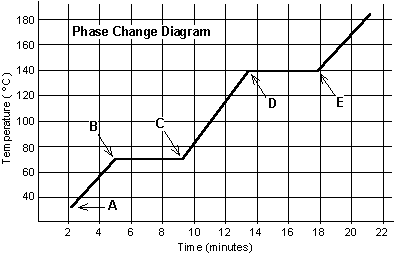 Phase Change Diagram
Temperature ( °C)
180
160
140
120
100
80
60
40
A
B
C
D
E
2 4 6 8 10 12 14 16 18 20 22
Time (minutes)